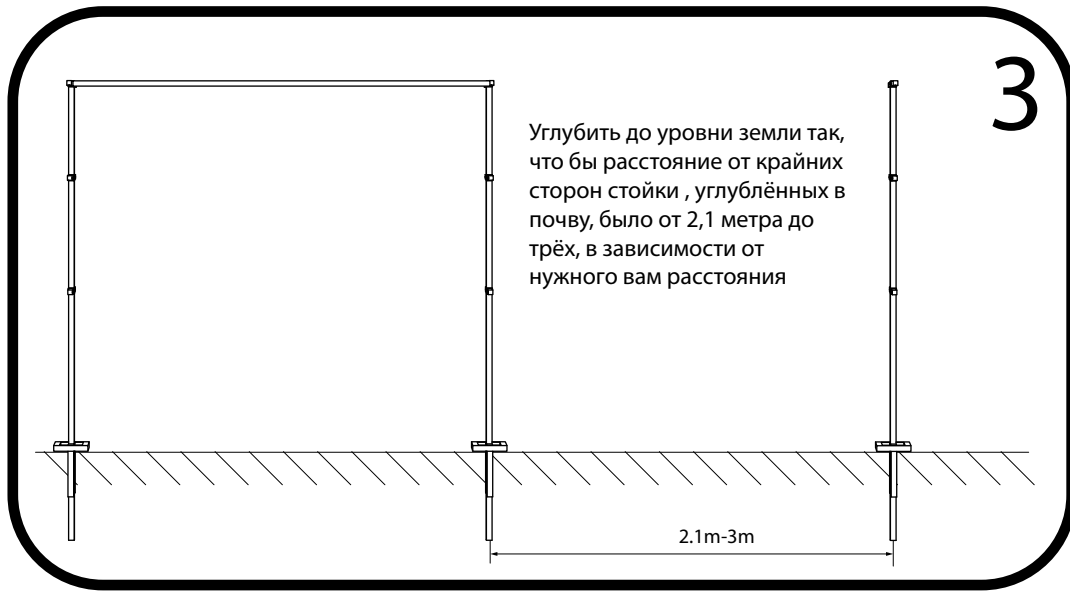 3
Углубить до уровни земли так,
что бы расстояние от крайних
сторон стойки , углублённых в
почву, было от 2,1 метра до
трёх, в зависимости от
нужного вам расстояния
2.1m-3m